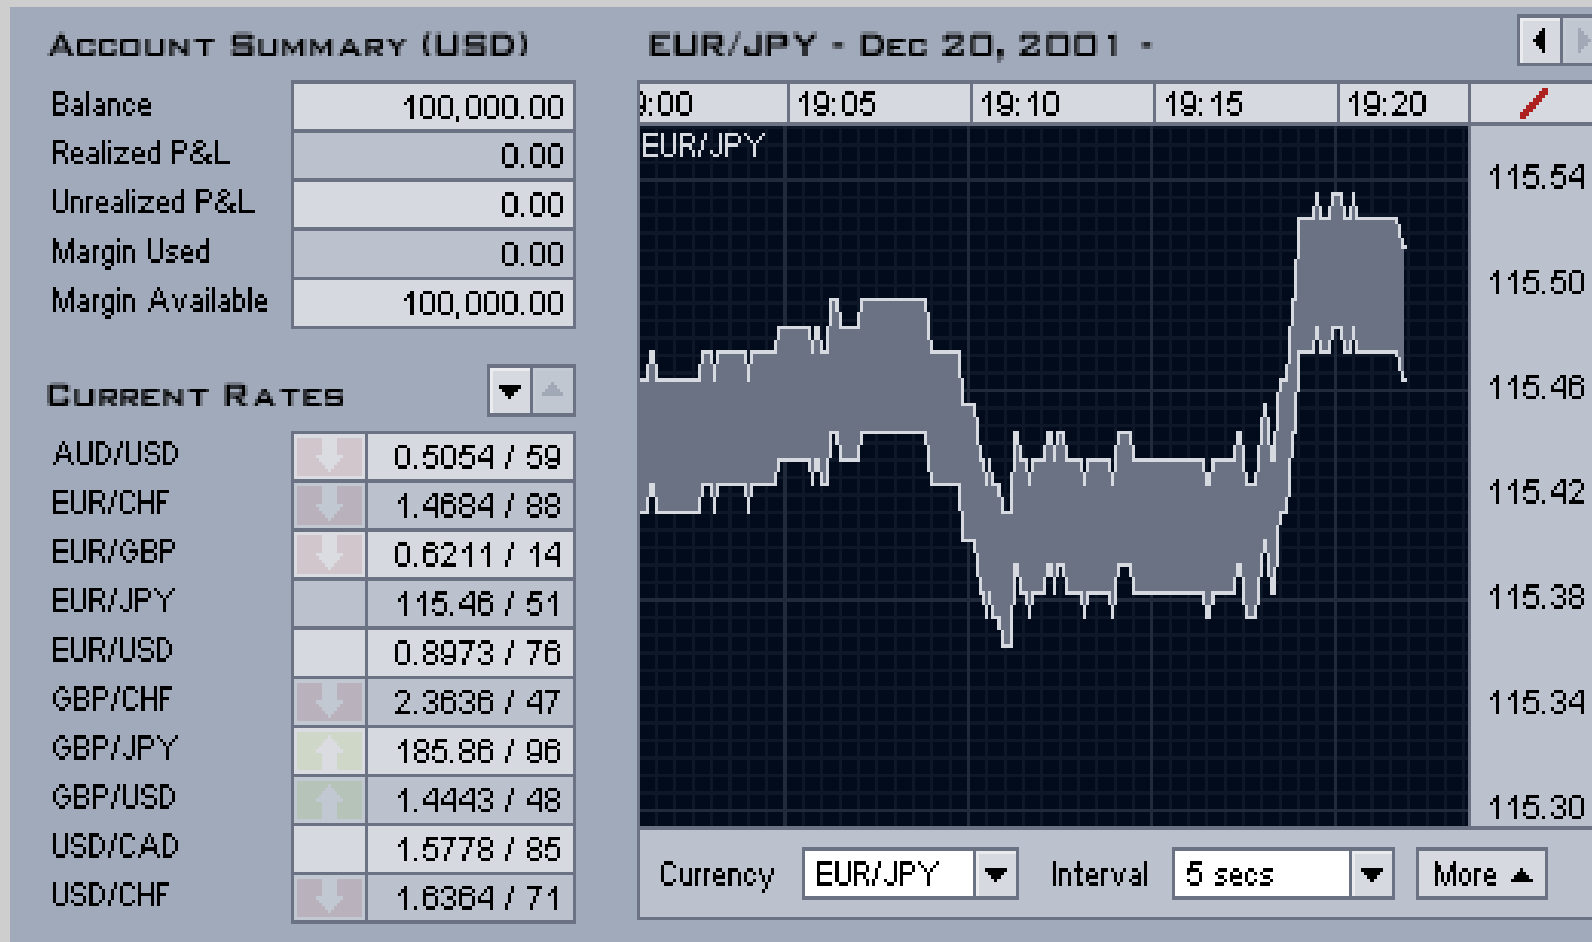 ACCOUNT SUMMARY (USD)
Balance 100,000.00
Realized P&L 0.00
Unrealized P&L 0.00
Margin Used 0.00
Margin Available 100,000.00
CURRENT RATES
AUD/USD 0.5054 / 59
EUR/CHF 1.4684 / 88
EUR/GBP 0.6211 / 14
EUR/JPY 115.46 / 51
EUR/USD 0.8973 / 76
GBP/CHF 2.3636 / 47
GBP/JPY 185.86 / 96
GBP/USD 1.4443 / 48
USD/CAD 1.5778 / 85
USD/CHF 1.6364 / 71
EUR/JPY - DEC 20, 2001 -
9:00 19:05 19:10 19:15 19:20
EUR/JPY
115.54
115.50
115.46
115.42
115.38
115.34
115.30
Currency EUR/JPY Interval 5 secs More